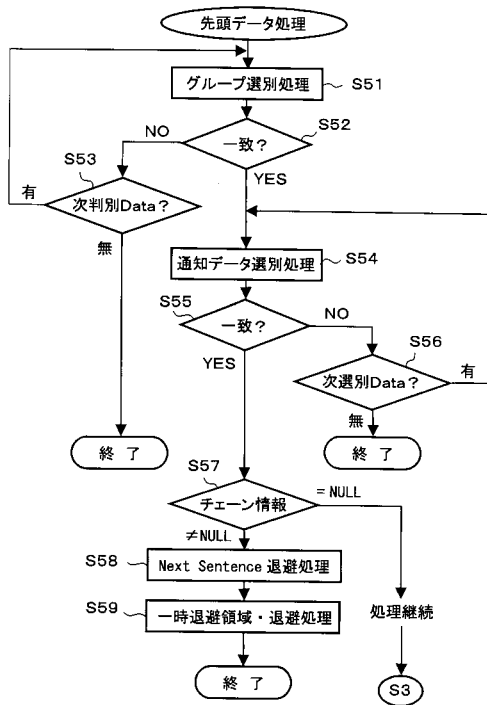 先頭データ処理
グループ選別処理
S51
S52
一致？
NO
YES
S53
次判別Data？
有
無
通知データ選別処理
S54
S55
一致？
NO
YES
S56
次選別Data？
有
無
終 了
終 了
S57
チェーン情報
= NULL
≠NULL
S58
Next Sentence 退避処理
S59
一時退避領域・退避処理
処理継続
終 了
S3